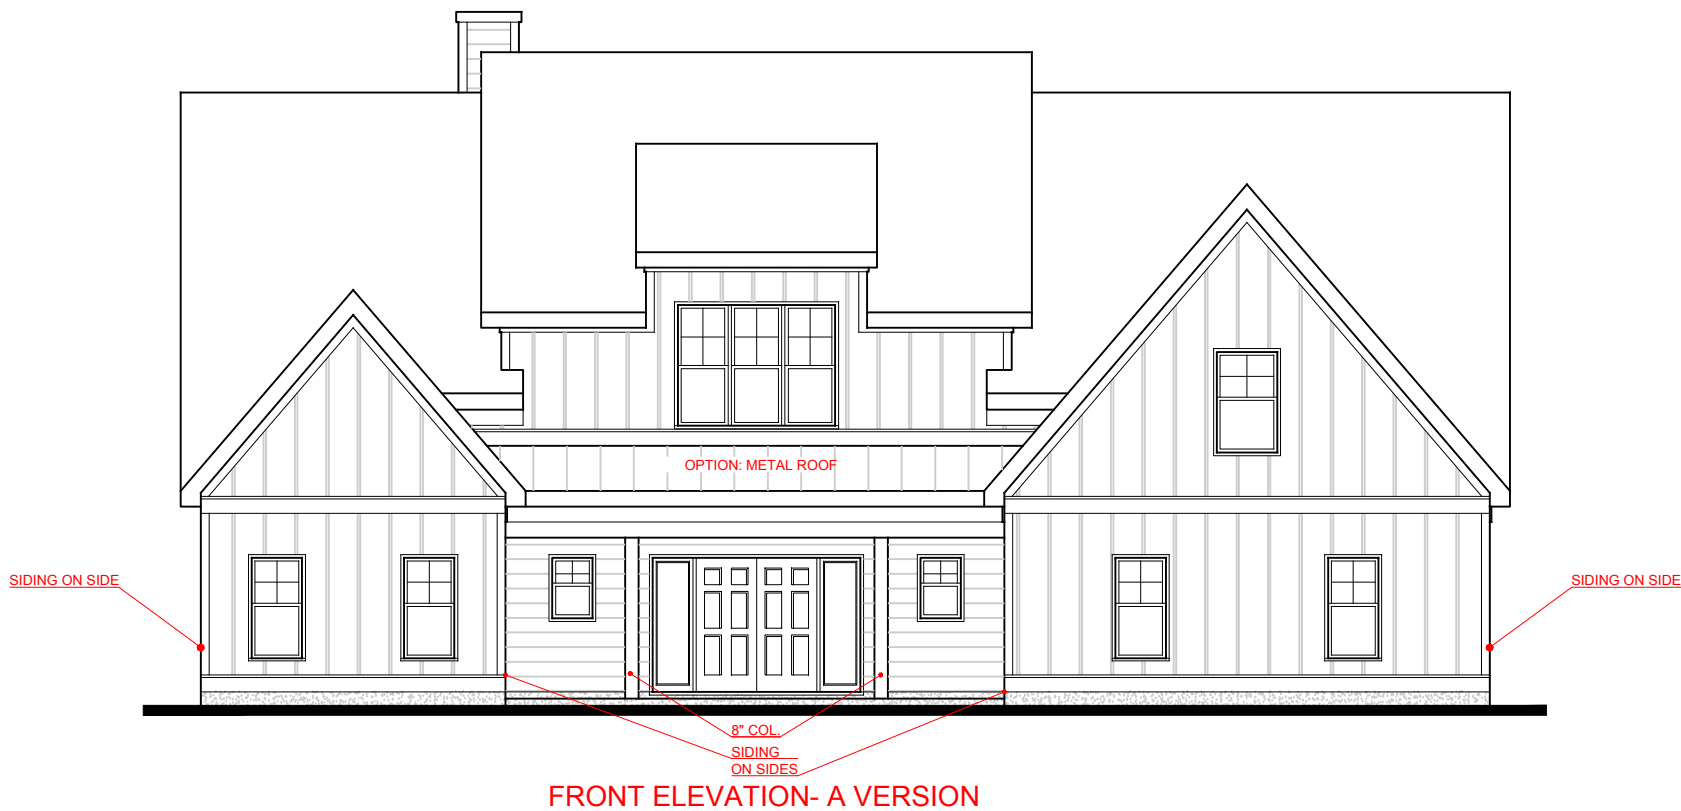 OPTION: METAL ROOF
SIDING ON SIDE
SIDING ON SIDE
8" COL.
SIDING
ON SIDES
FRONT ELEVATION- A VERSION